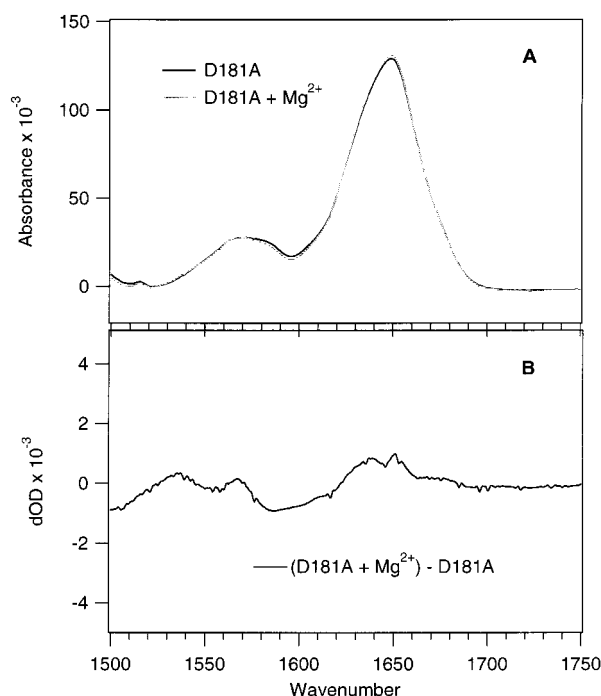 150
A
D181A
D181A + Mg2+
100
50
0
Absorbance x 10-3
4
B
2
0
-2
-4
dOD x 10-3
(D181A + Mg2+) - D181A
1500 1550 1600 1650 1700 1750
Wavenumber